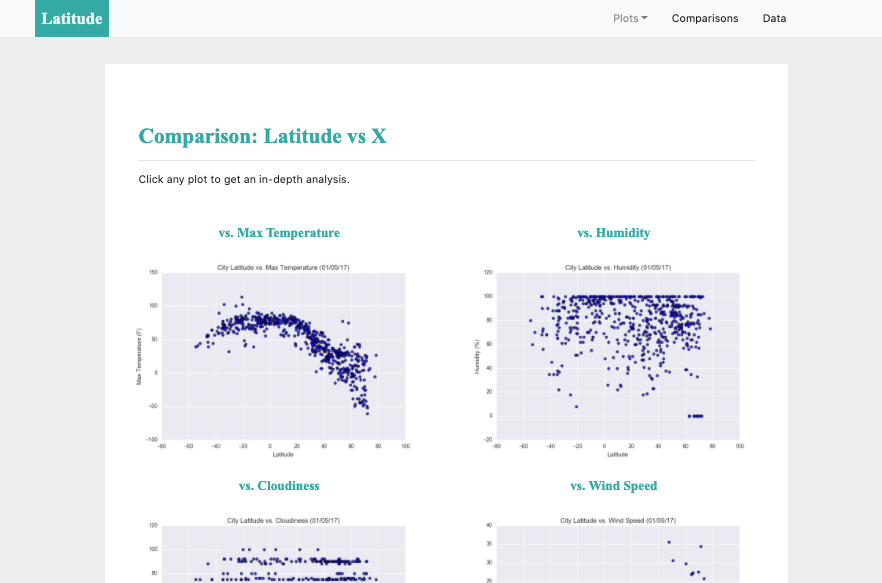 Latitude
Plots
Comparisons
Data
Comparison: Latitude vs X
Click any plot to get an in-depth analysis.
vs. Max Temperature
vs. Humidity
City Latitude vs. Max Temperature (01/05/17)
150
100
50
0
−50
−100
Max Temperature (F)
−80 −60 −40 −20 0 20 40 60 80 100
Latitude
City Latitude vs. Humidity (01/05/17)
120
100
80
60
40
20
0
−20
Humidity (%)
−80 −60 −40 −20 0 20 40 60 80 100
Latitude
vs. Cloudiness
vs. Wind Speed
City Latitude vs. Cloudiness (01/05/17)
120
100
80
City Latitude vs. Wind Speed (01/05/17)
40
35
30
25